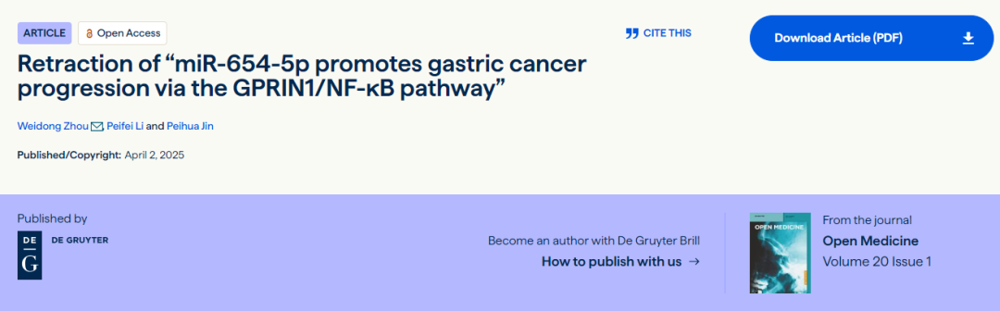 ARTICLE
Open Access
CITE THIS
Download Article (PDF)
Retraction of “miR-654-5p promotes gastric cancer
progression via the GPRIN1/NF-κB pathway”
Weidong Zhou, Peifei Li and Peihua Jin
Published/Copyright: April 2, 2025
Published by
DE
G
DE GRUYTER
Become an author with De Gruyter Brill
How to publish with us →
OPEN MEDICINE
From the journal
Open Medicine
Volume 20 Issue 1